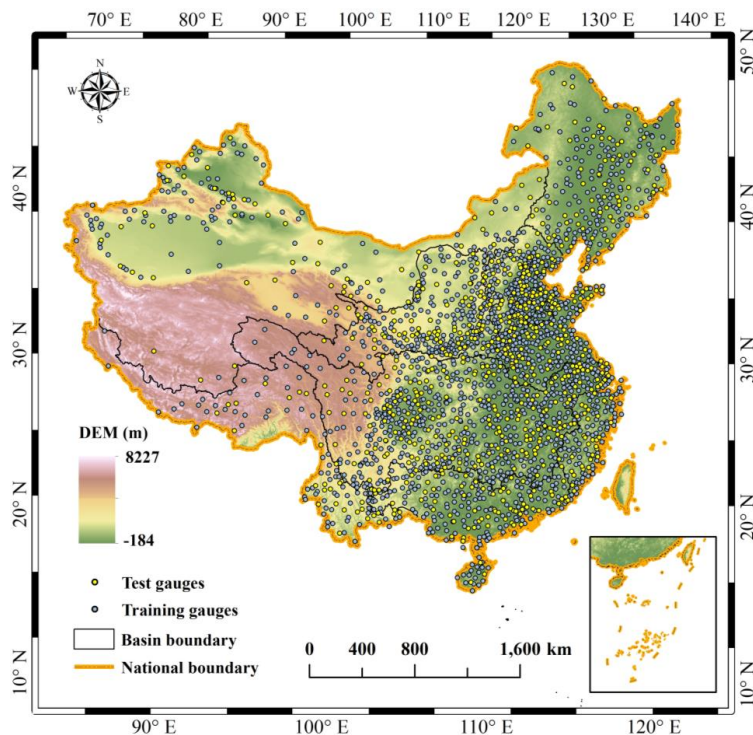 70° E 80° E 90° E 100° E 110° E 120° E 130° E 140° E
50° N
40° N
30° N
20° N
10° N
N
W E
S
40° N
30° N
20° N
10° N
DEM (m)
8227
-184
Test gauges
Training gauges
Basin boundary
National boundary
0 400 800 1,600 km
90° E 100° E 110° E 120° E